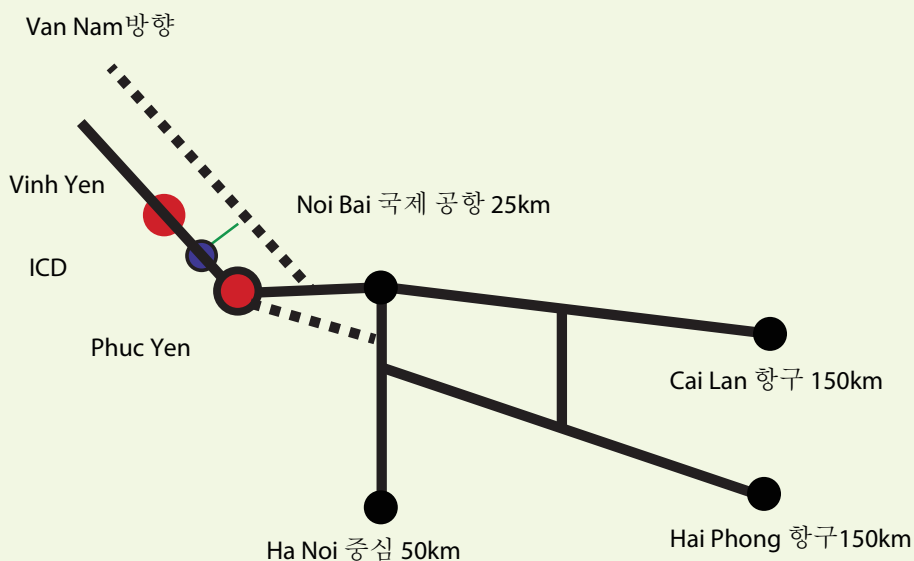 Van Nam방향
Vinh Yen
Noi Bai 국제 공항 25km
ICD
Phuc Yen
Cai Lan 항구 150km
Hai Phong 항구150km
Ha Noi 중심 50km